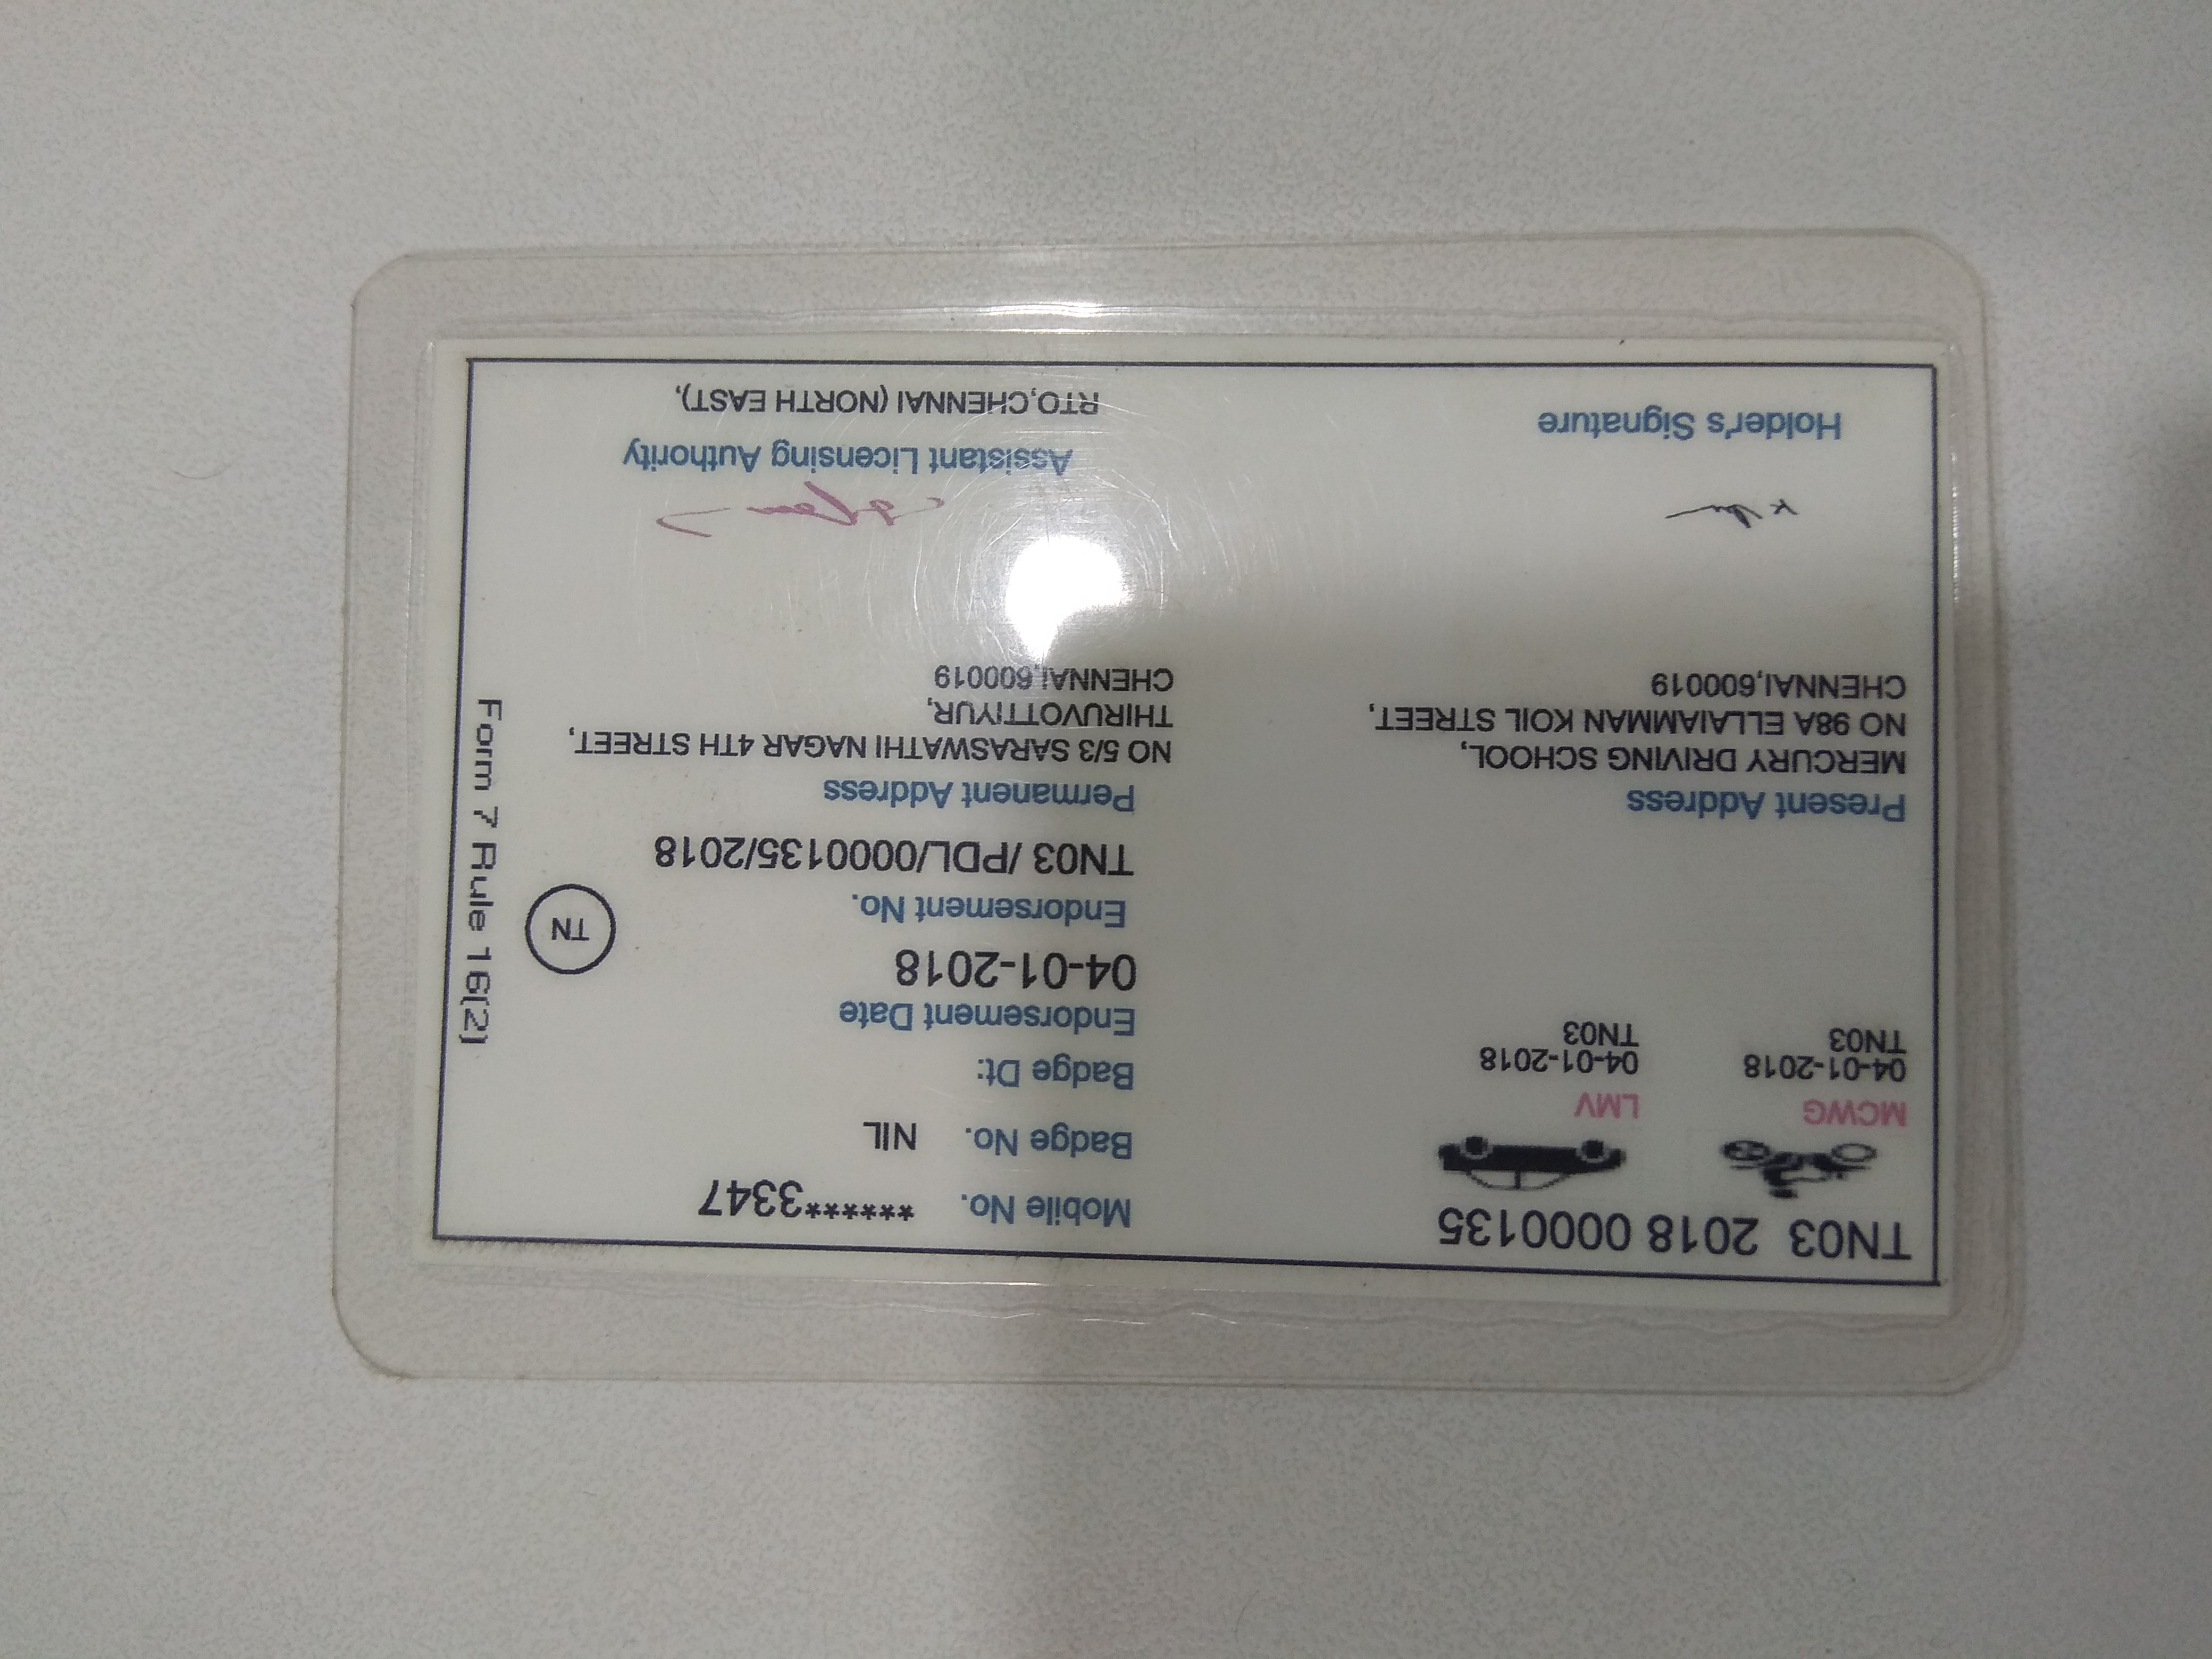 TN03 2018 0000135
MCWG
04-01-2018
TN03
LMV
04-01-2018
TN03
Present Address
MERCURY DRIVING SCHOOL,
NO 98A ELLAIAMMAN KOIL STREET,
CHENNAI,600019
Holder's Signature
Mobile No. ******3347
Badge No. NIL
Badge Dt:
Endorsement Date
04-01-2018
Endorsement No.
TN03 /PDL/0000135/2018
TN
Permanent Address
NO 5/3 SARASWATHI NAGAR 4TH STREET,
THIRUVOTTIYUR,
CHENNAI,600019
Assistant Licensing Authority
RTO,CHENNAI (NORTH EAST),
Form 7 Rule 16(2)